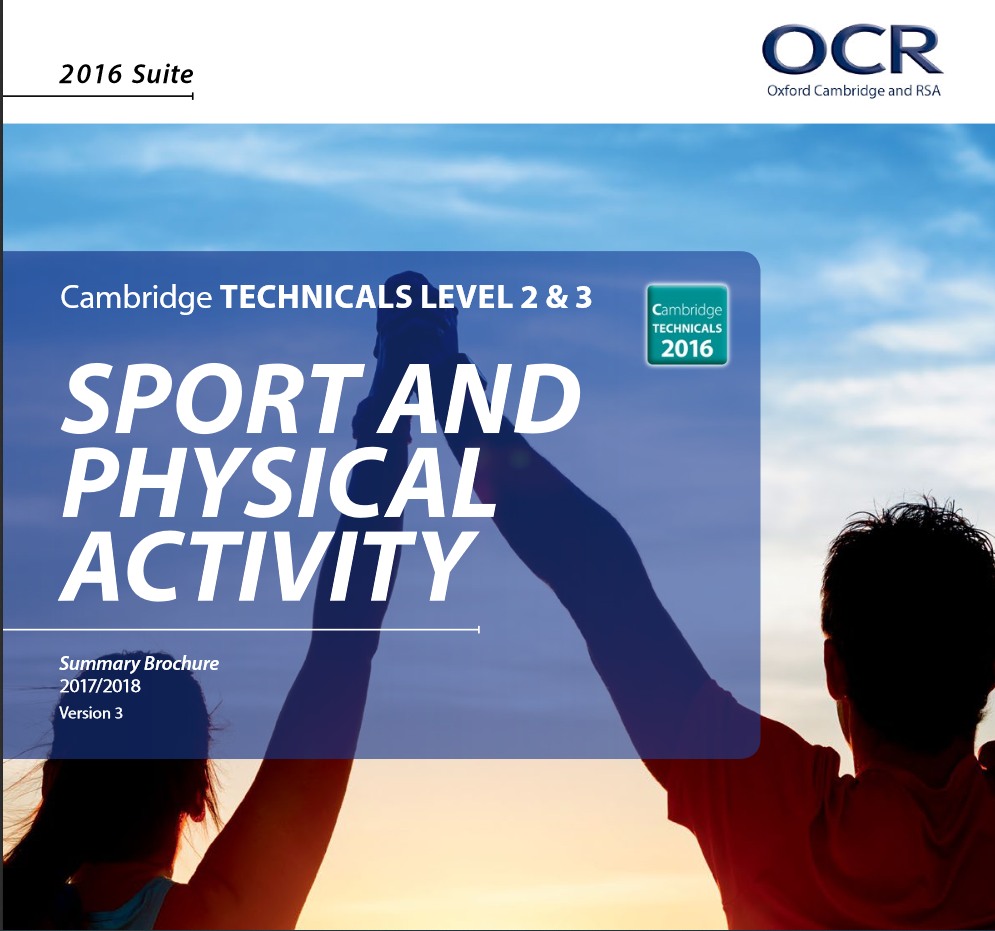 2016 Suite
OCR
Oxford Cambridge and RSA
Cambridge TECHNICALS LEVEL 2 & 3
Cambridge
TECHNICALS
2016
SPORT AND
PHYSICAL
ACTIVITY
Summary Brochure
2017/2018
Version 3